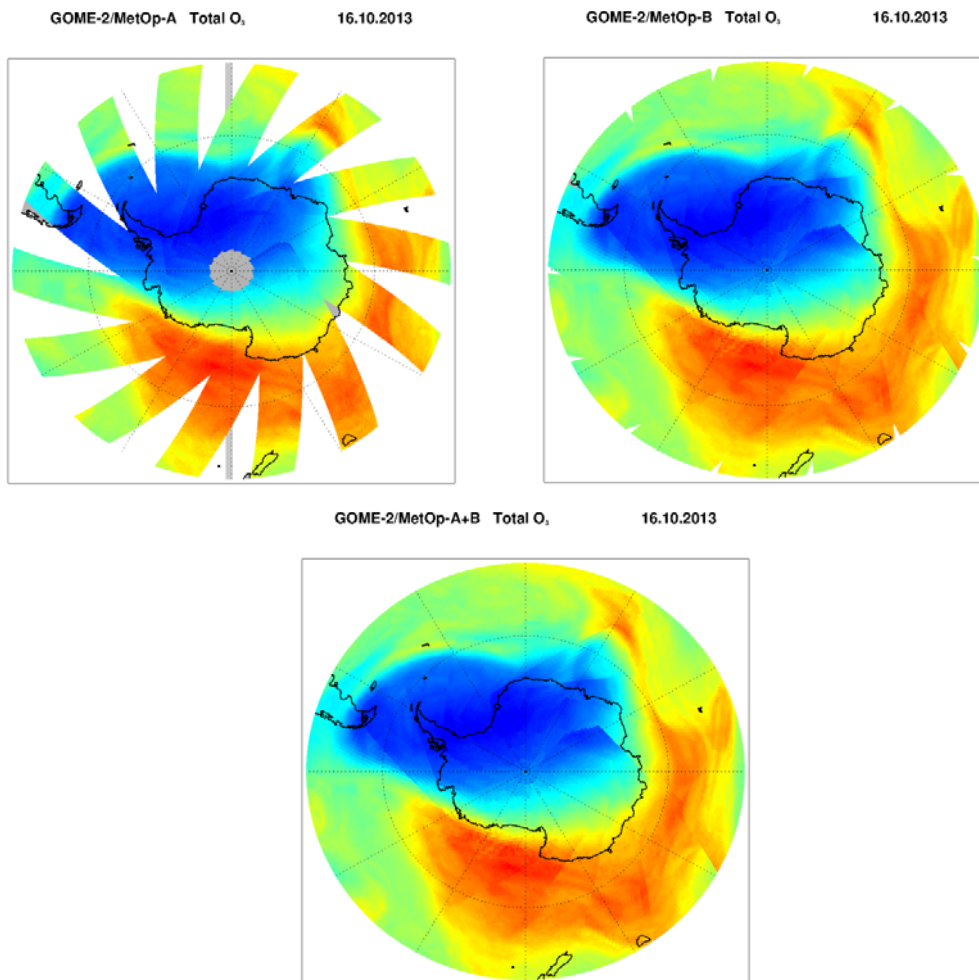 GOME-2/MetOp-A Total O₃ 16.10.2013
GOME-2/MetOp-B Total O₃ 16.10.2013
GOME-2/MetOp-A+B Total O₃ 16.10.2013